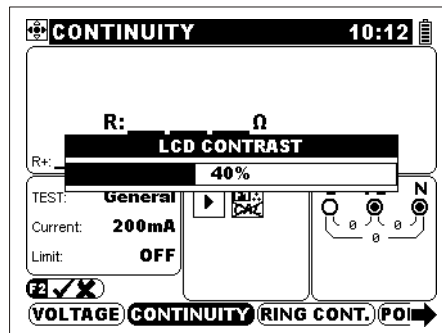 CONTINUITY 10:12
R: Ω
LCD CONTRAST
R+:
40%
TEST: General
Current: 200mA
Limit: OFF
CAL
N
0 0
0
F2
VOLTAGE CONTINUITY RING CONT.